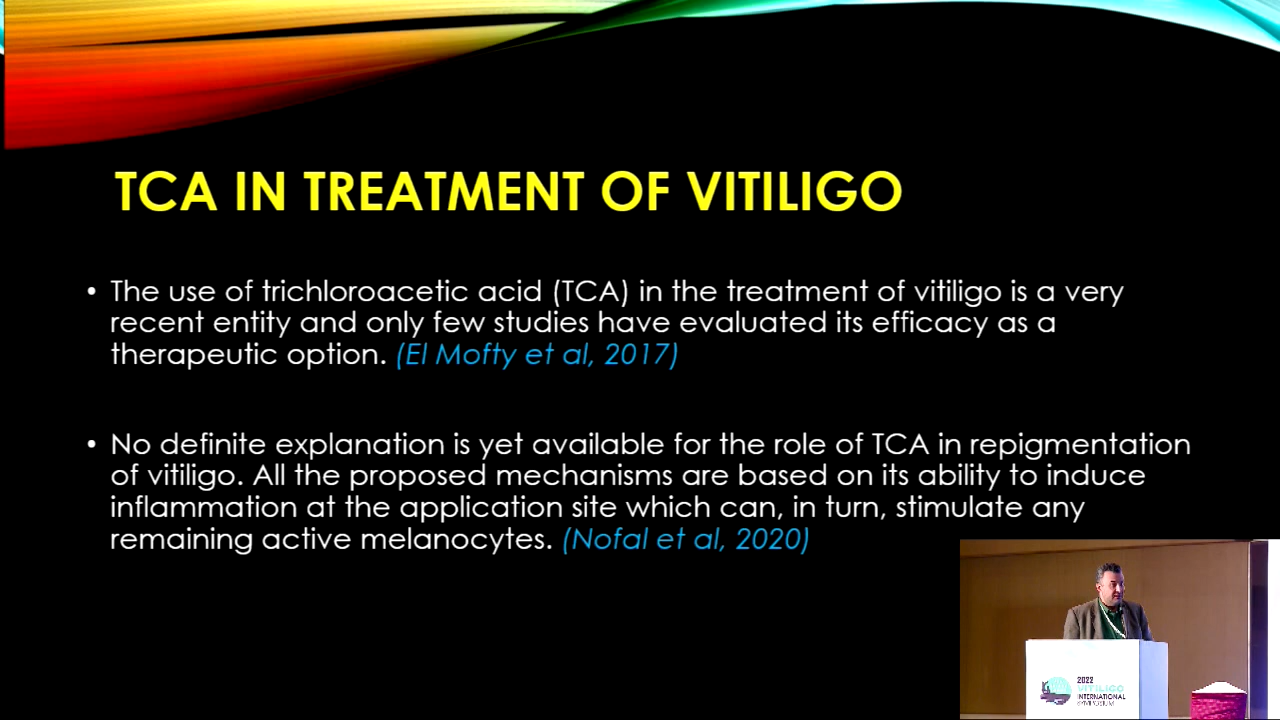 TCA IN TREATMENT OF VITILIGO
• The use of trichloroacetic acid (TCA) in the treatment of vitiligo is a very
recent entity and only few studies have evaluated its efficacy as a
therapeutic option. (El Mofty et al, 2017)
• No definite explanation is yet available for the role of TCA in repigmentation
of vitiligo. All the proposed mechanisms are based on its ability to induce
inflammation at the application site which can, in turn, stimulate any
remaining active melanocytes. (Nofal et al, 2020)
2022
VITILIGO
INTERNATIONAL
SYMPOSIUM